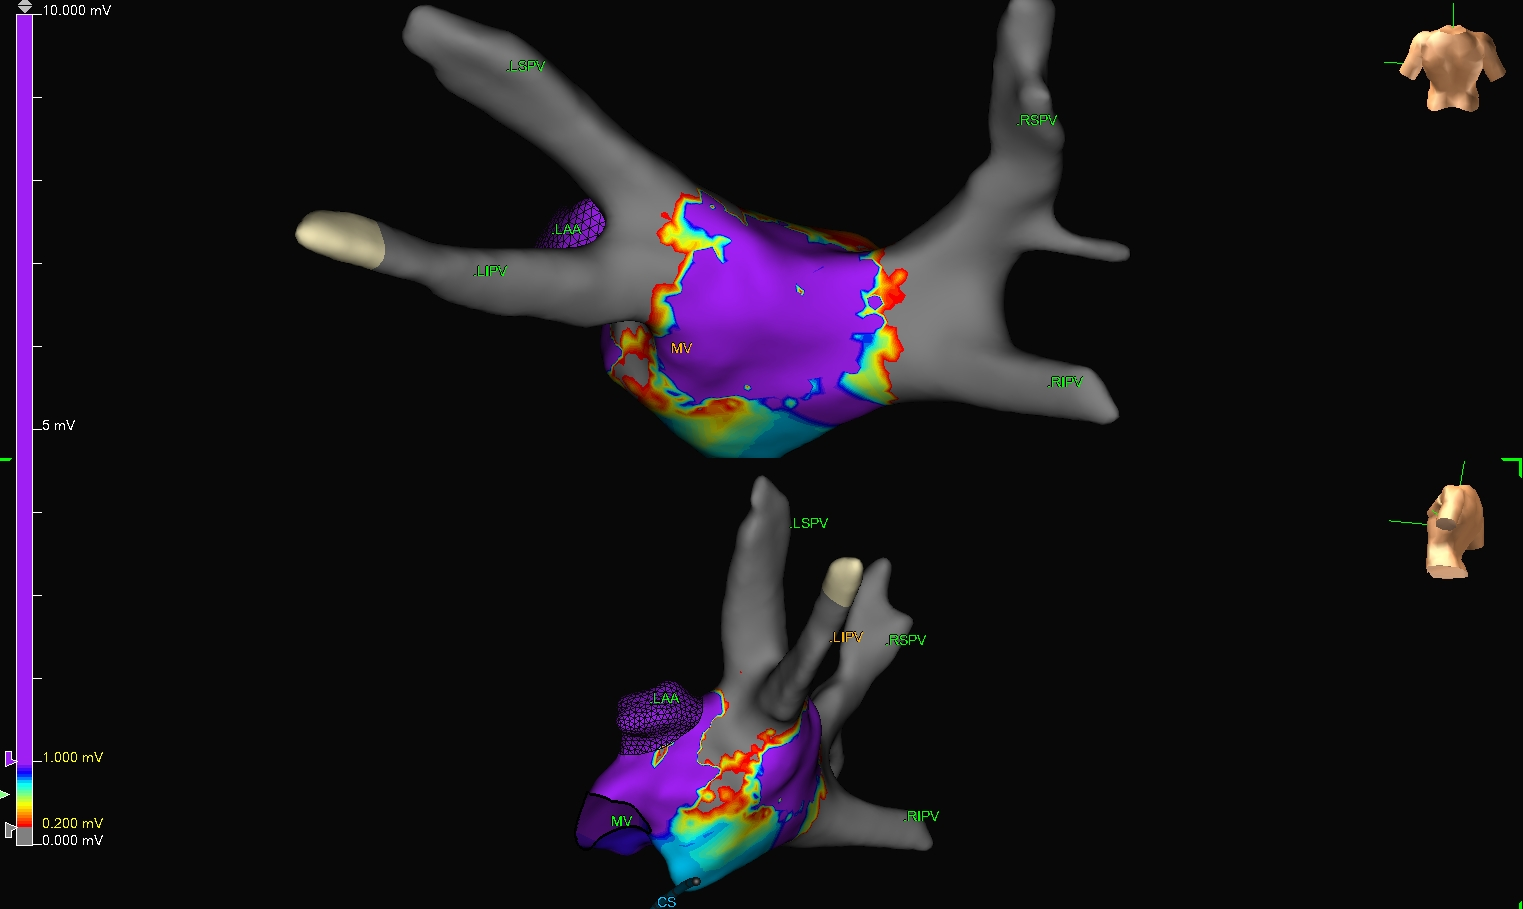 10.000 mV
.LSPV
.RSPV
.LAA
.LIPV
MV
.RIPV
5 mV
.LSPV
.LIPV
.RSPV
.LAA
1.000 mV
MV
.RIPV
0.200 mV
0.000 mV
CS